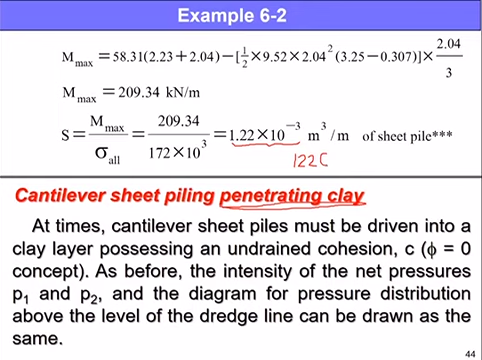 Example 6-2
M_max = 58.31(2.23 + 2.04) − [½ × 9.52 × 2.04² (3.25 − 0.307)] × 2.04/3
M_max = 209.34 kN/m
S = M_max/σ_all = 209.34/172×10³ = 1.22×10⁻³ m³/m of sheet pile***
Cantilever sheet piling penetrating clay
At times, cantilever sheet piles must be driven into a
clay layer possessing an undrained cohesion, c (ϕ = 0
concept). As before, the intensity of the net pressures
p₁ and p₂, and the diagram for pressure distribution
above the level of the dredge line can be drawn as
the same.
44